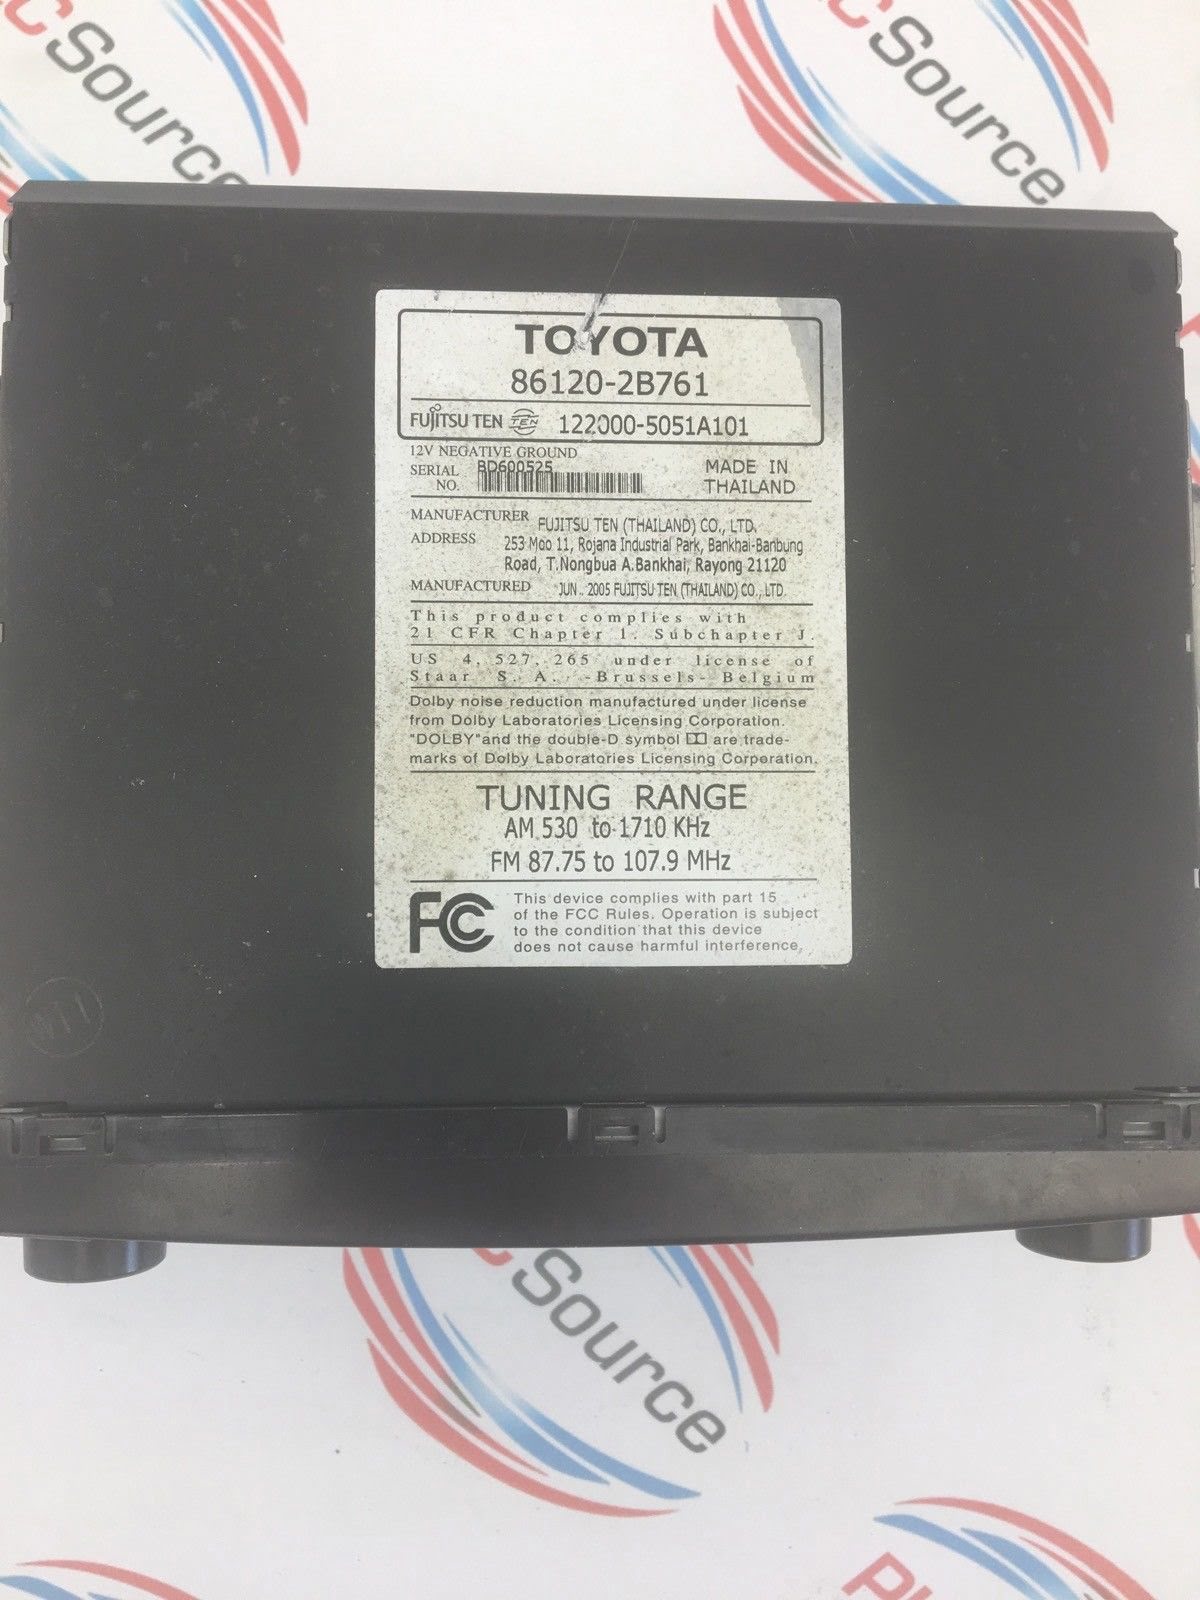 cSource
cSource
TOYOTA
86120-2B761
FUJITSU TEN TEN 122000-5051A101
12V NEGATIVE GROUND
SERIAL NO. BD600525
MADE IN THAILAND
MANUFACTURER FUJITSU TEN (THAILAND) CO., LTD.
ADDRESS 253 Moo 11, Rojana Industrial Park, Bankhai-Banbung
Road, T.Nongbua A.Bankhai, Rayong 21120
MANUFACTURED JUN., 2005 FUJITSU TEN (THAILAND) CO., LTD.
This product complies with
21 CFR Chapter 1. Subchapter J.
US 4,527,265 under license of
Staar S.A. -Brussels- Belgium
Dolby noise reduction manufactured under license
from Dolby Laboratories Licensing Corporation.
"DOLBY"and the double-D symbol are trade-
marks of Dolby Laboratories Licensing Corporation.
TUNING RANGE
AM 530 to 1710 KHz
FM 87.75 to 107.9 MHz
FCC
This device complies with part 15
of the FCC Rules. Operation is subject
to the condition that this device
does not cause harmful interference,
cSource